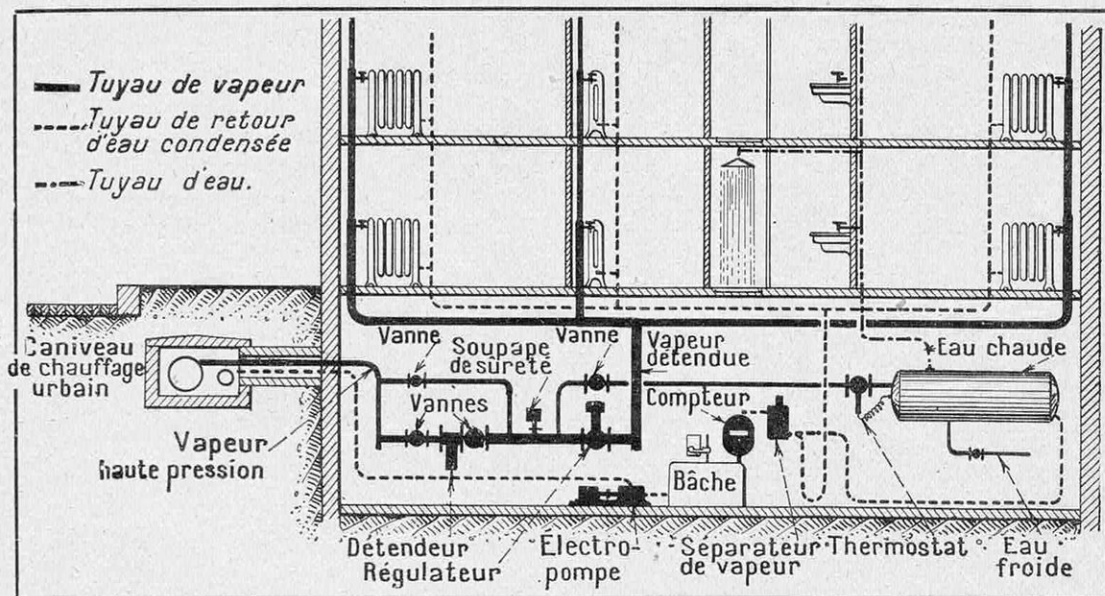 Tuyau de vapeur
Tuyau de retour
d'eau condensée
Tuyau d'eau.
Caniveau
de chauffage
urbain
Vapeur
haute pression
Vanne
Soupape
de sureté
Vanne
Vapeur
détendue
Eau chaude
Vannes
Compteur
Bâche
Détendeur
Régulateur
Électro-
pompe
Séparateur
de vapeur
Thermostat
Eau
froide